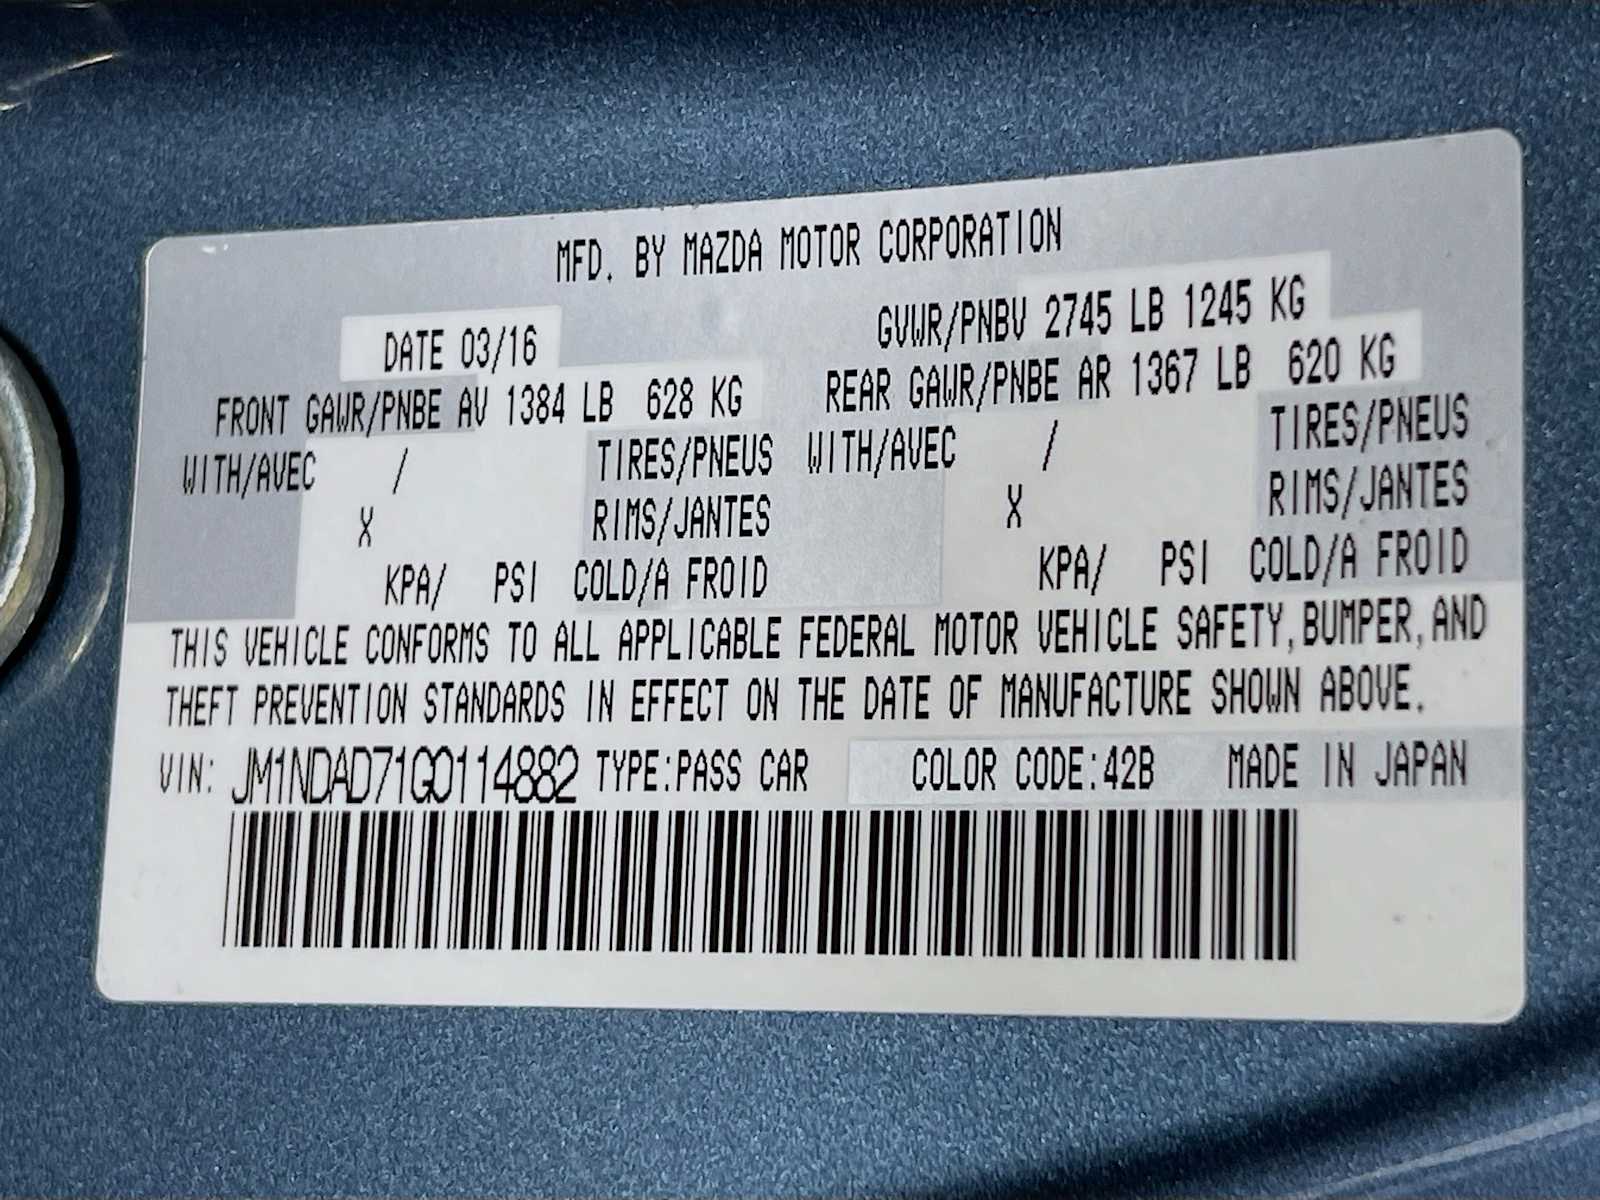 MFD. BY MAZDA MOTOR CORPORATION
DATE 03/16 GVWR/PNBV 2745 LB 1245 KG
FRONT GAWR/PNBE AV 1384 LB 628 KG REAR GAWR/PNBE AR 1367 LB 620 KG
WITH/AVEC / TIRES/PNEUS WITH/AVEC / TIRES/PNEUS
X RIMS/JANTES X RIMS/JANTES
KPA/ PSI COLD/A FROID KPA/ PSI COLD/A FROID
THIS VEHICLE CONFORMS TO ALL APPLICABLE FEDERAL MOTOR VEHICLE SAFETY, BUMPER, AND
THEFT PREVENTION STANDARDS IN EFFECT ON THE DATE OF MANUFACTURE SHOWN ABOVE.
VIN: JM1NDAD71G0114882 TYPE:PASS CAR COLOR CODE:42B MADE IN JAPAN